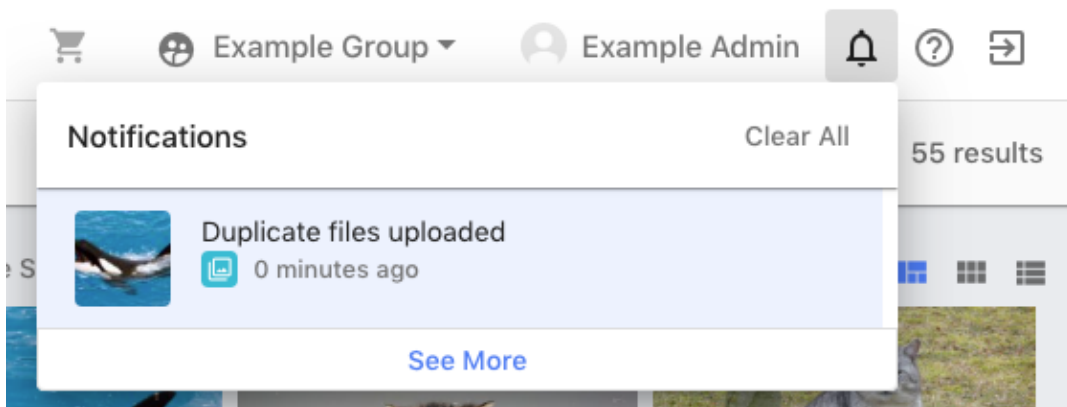 Example Group Example Admin
Notifications Clear All
55 results
Duplicate files uploaded
0 minutes ago
See More